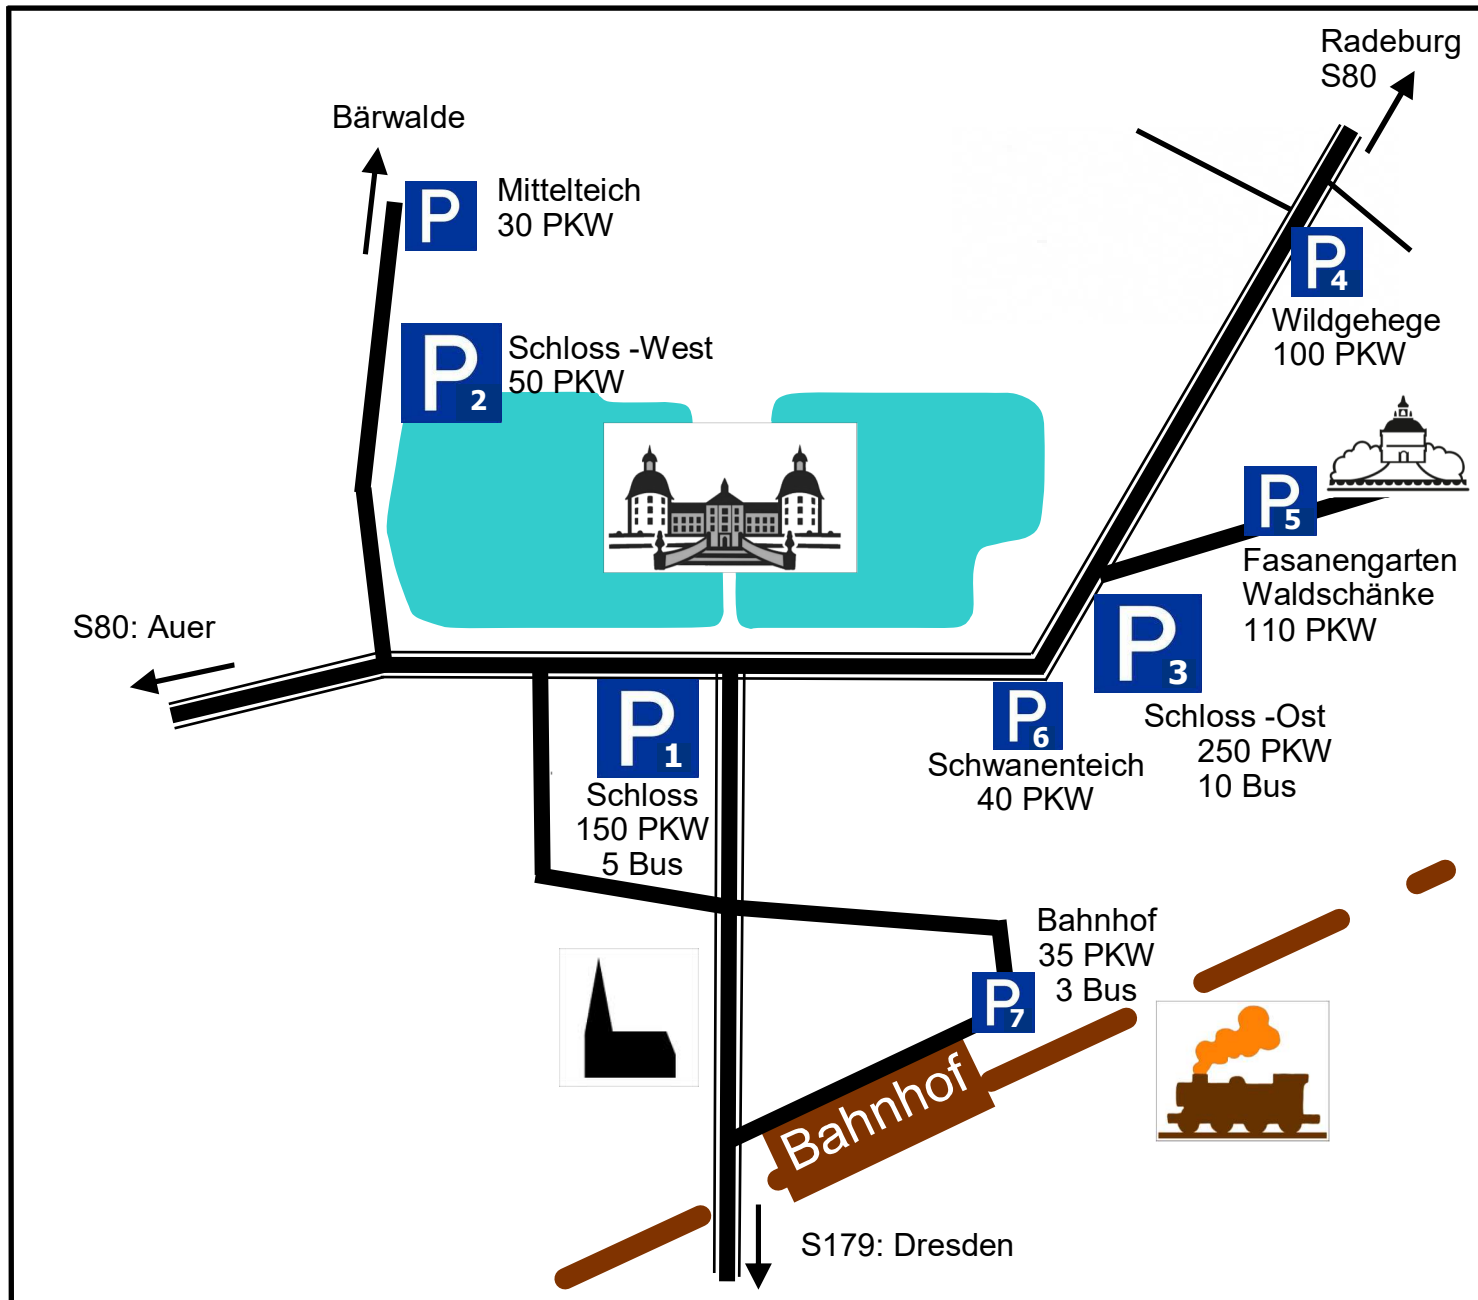 Radeburg
S80
Bärwalde
P
Mittelteich
30 PKW
P4
Wildgehege
100 PKW
P2
Schloss -West
50 PKW
P5
Fasanengarten
Waldschänke
110 PKW
S80: Auer
P3
Schloss -Ost
250 PKW
10 Bus
P6
Schwanenteich
40 PKW
P1
Schloss
150 PKW
5 Bus
Bahnhof
35 PKW
3 Bus
P7
Bahnhof
S179: Dresden